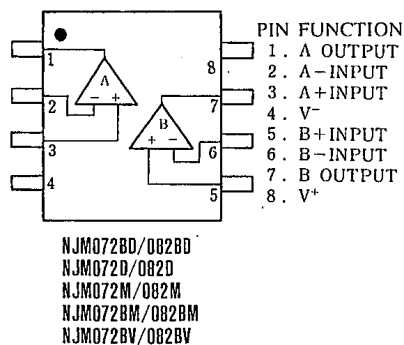 PIN FUNCTION
1. A OUTPUT
2. A-INPUT
3. A+INPUT
4. V-
5. B+INPUT
6. B-INPUT
7. B OUTPUT
8. V+
1
8
A
- +
2
7
B
+ -
3
6
4
5
NJM072BD/082BD
NJM072D/082D
NJM072M/082M
NJM072BM/082BM
NJM072BV/082BV